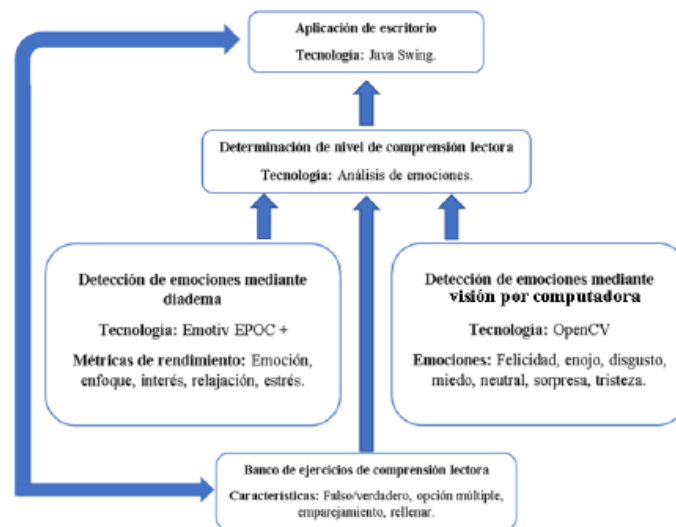 Aplicación de escritorio
Tecnología: Java Swing.
Determinación de nivel de comprensión lectora
Tecnología: Análisis de emociones.
Detección de emociones mediante
diadema
Tecnología: Emotiv EPOC +
Métricas de rendimiento: Emoción,
enfoque, interés, relajación, estrés.
Detección de emociones mediante
visión por computadora
Tecnología: OpenCV
Emociones: Felicidad, enojo, disgusto,
miedo, neutral, sorpresa, tristeza.
Banco de ejercicios de comprensión lectora
Características: Falso/verdadero, opción múltiple,
emparejamiento, rellenar.